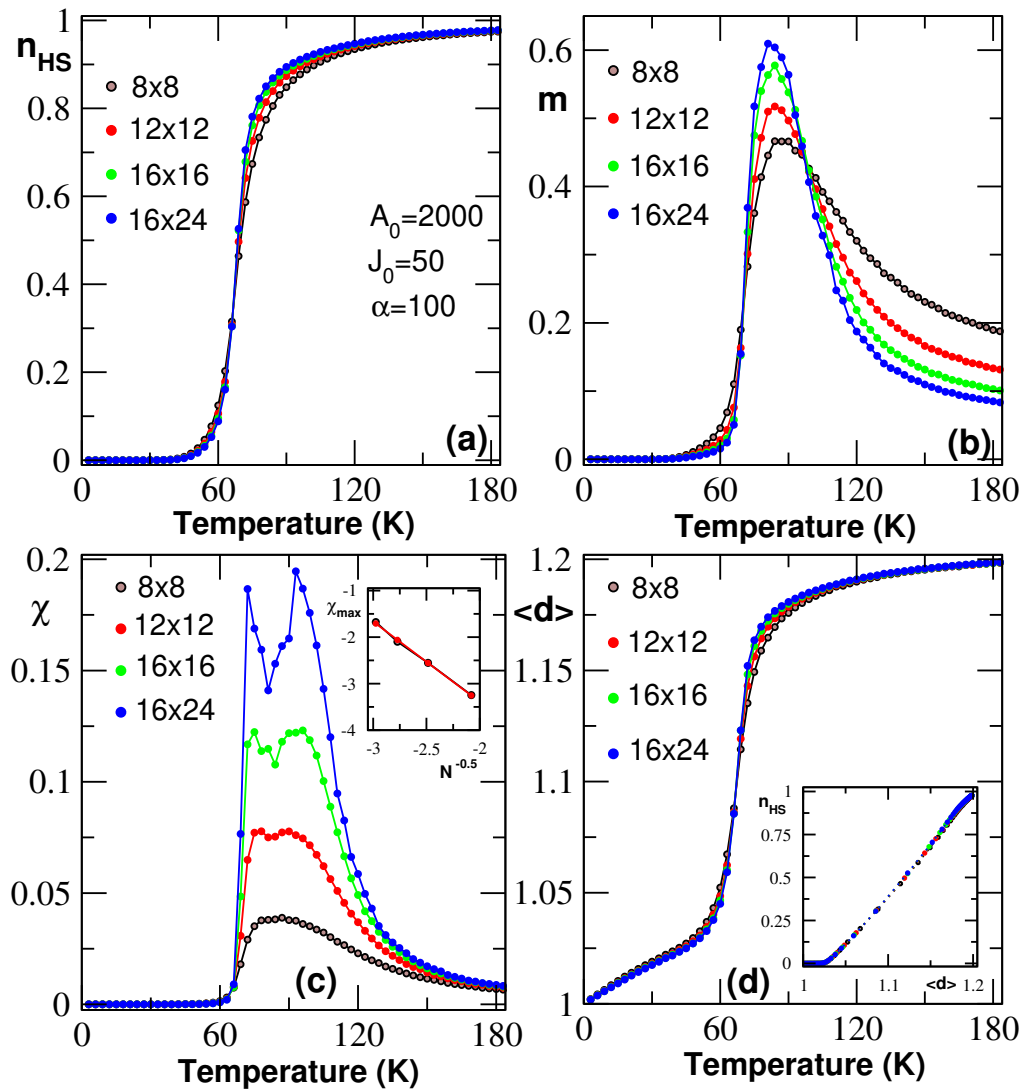 1
n_HS
0.8
0.6
0.4
0.2
0
8x8
12x12
16x16
16x24
A_0=2000
J_0=50
α=100
(a)
0 60 120 180
Temperature (K)
0.6
m
0.4
0.2
0
8x8
12x12
16x16
16x24
(b)
0 60 120 180
Temperature (K)
0.2
χ
0.15
0.1
0.05
0
8x8
12x12
16x16
16x24
χ_max
-1
-2
-3
-4
-3 -2.5 -2
N^-0.5
(c)
0 60 120 180
Temperature (K)
1.2
<d>
1.15
1.1
1.05
1
8x8
12x12
16x16
16x24
n_HS
1
0.75
0.5
0.25
0
1 1.1 1.2
<d>
(d)
0 60 120 180
Temperature (K)